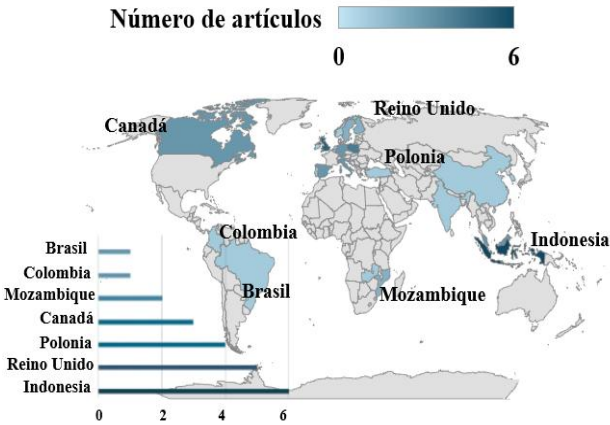 Número de artículos
0 6
Reino Unido
Canadá
Polonia
Colombia
Indonesia
Brasil
Mozambique
Brasil
Colombia
Mozambique
Canadá
Polonia
Reino Unido
Indonesia
0 2 4 6